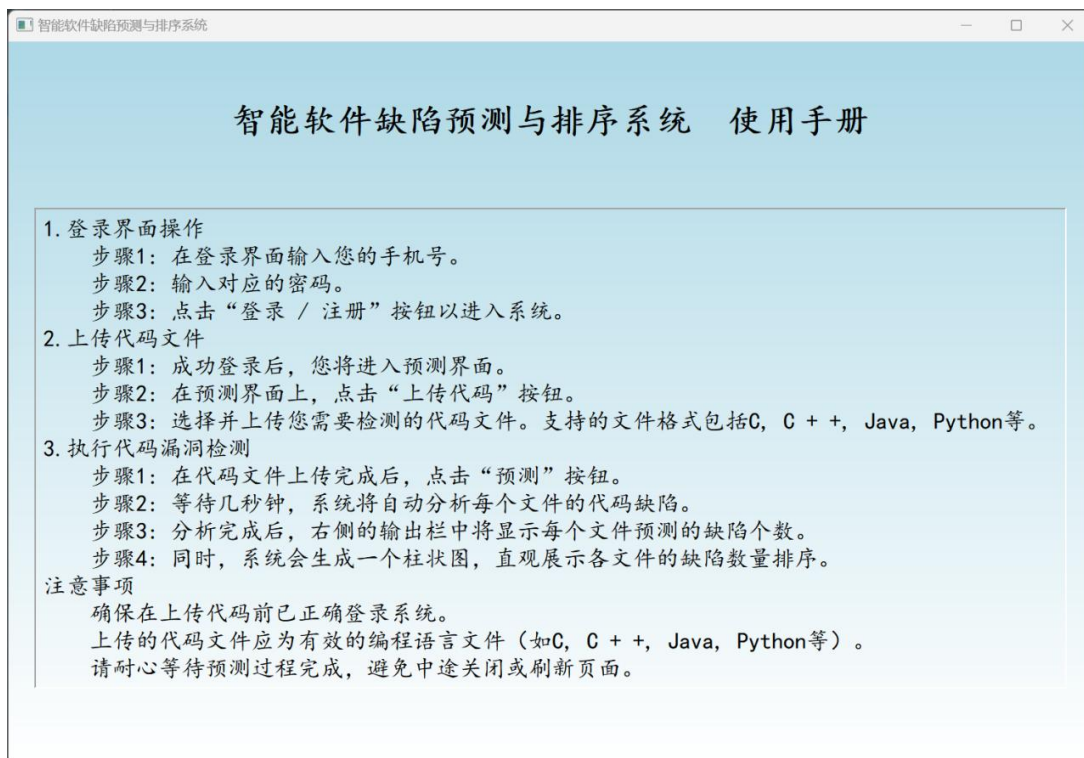 智能软件缺陷预测与排序系统
智能软件缺陷预测与排序系统 使用手册
1.登录界面操作
步骤1：在登录界面输入您的手机号。
步骤2：输入对应的密码。
步骤3：点击“登录 / 注册”按钮以进入系统。
2.上传代码文件
步骤1：成功登录后，您将进入预测界面。
步骤2：在预测界面上，点击“上传代码”按钮。
步骤3：选择并上传您需要检测的代码文件。支持的文件格式包括C, C + +, Java, Python等。
3.执行代码漏洞检测
步骤1：在代码文件上传完成后，点击“预测”按钮。
步骤2：等待几秒钟，系统将自动分析每个文件的代码缺陷。
步骤3：分析完成后，右侧的输出栏中将显示每个文件预测的缺陷个数。
步骤4：同时，系统会生成一个柱状图，直观展示各文件的缺陷数量排序。
注意事项
确保在上传代码前已正确登录系统。
上传的代码文件应为有效的编程语言文件（如C, C + +, Java, Python等）。
请耐心等待预测过程完成，避免中途关闭或刷新页面。